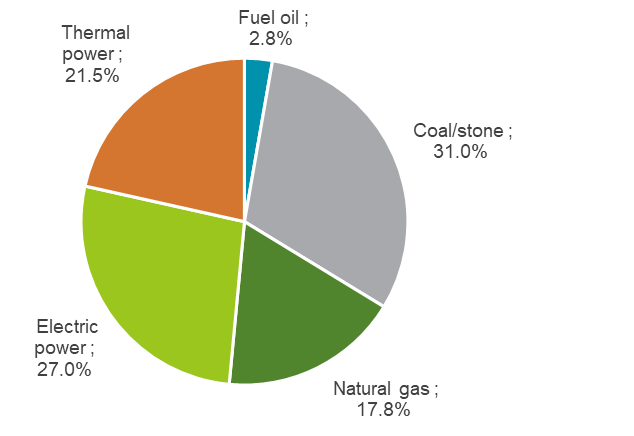 Fuel oil ;
2.8%
Thermal
power ;
21.5%
Coal/stone ;
31.0%
Electric
power ;
27.0%
Natural gas ;
17.8%